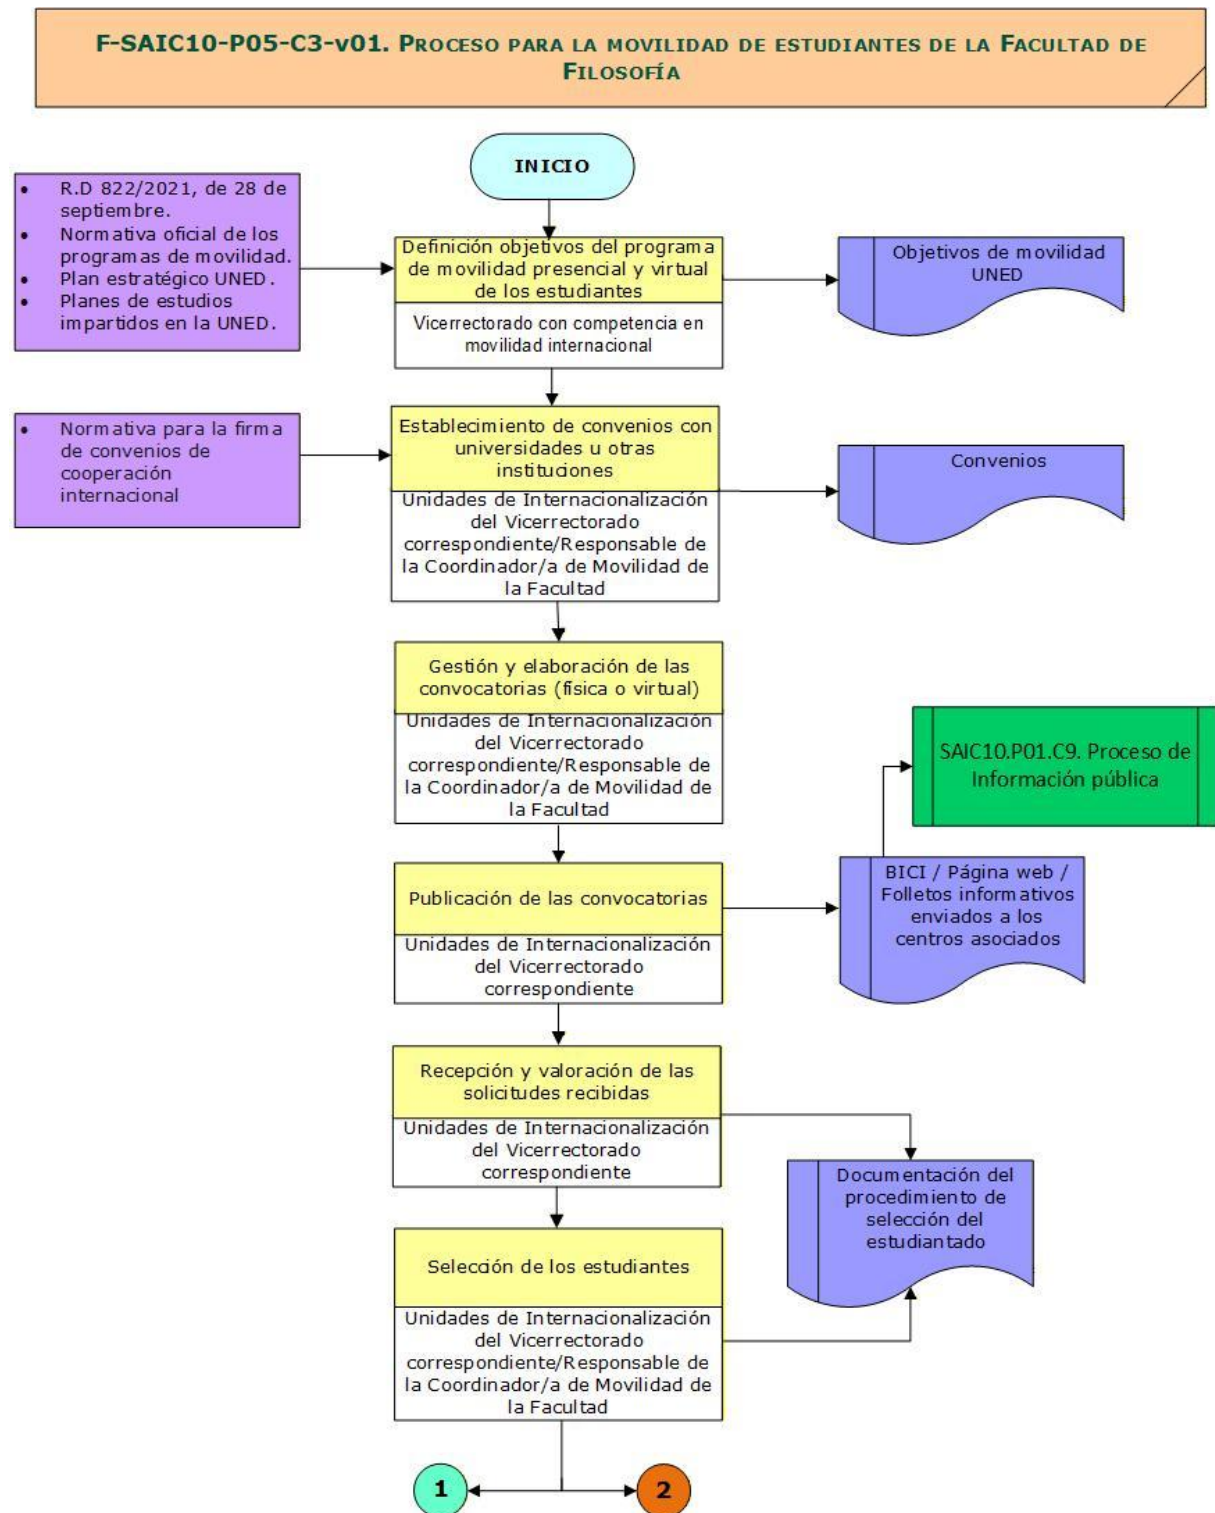 F-SAIC10-P05-C3-v01. PROCESO PARA LA MOVILIDAD DE ESTUDIANTES DE LA FACULTAD DE
FILOSOFÍA
INICIO
• R.D 822/2021, de 28 de
septiembre.
• Normativa oficial de los
programas de movilidad.
• Plan estratégico UNED.
• Planes de estudios
impartidos en la UNED.
Definición objetivos del programa
de movilidad presencial y virtual
de los estudiantes
Vicerrectorado con competencia en
movilidad internacional
Objetivos de movilidad
UNED
• Normativa para la firma
de convenios de
cooperación
internacional
Establecimiento de convenios con
universidades u otras
instituciones
Unidades de Internacionalización
del Vicerrectorado
correspondiente/Responsable de
la Coordinador/a de Movilidad de
la Facultad
Convenios
Gestión y elaboración de las
convocatorias (física o virtual)
Unidades de Internacionalización
del Vicerrectorado
correspondiente/Responsable de
la Coordinador/a de Movilidad de
la Facultad
SAIC10.P01.C9. Proceso de
Información pública
Publicación de las convocatorias
Unidades de Internacionalización
del Vicerrectorado
correspondiente
BICI / Página web /
Folletos informativos
enviados a los
centros asociados
Recepción y valoración de las
solicitudes recibidas
Unidades de Internacionalización
del Vicerrectorado
correspondiente
Documentación del
procedimiento de
selección del
estudiantado
Selección de los estudiantes
Unidades de Internacionalización
del Vicerrectorado
correspondiente/Responsable de
la Coordinador/a de Movilidad de
la Facultad
1
2